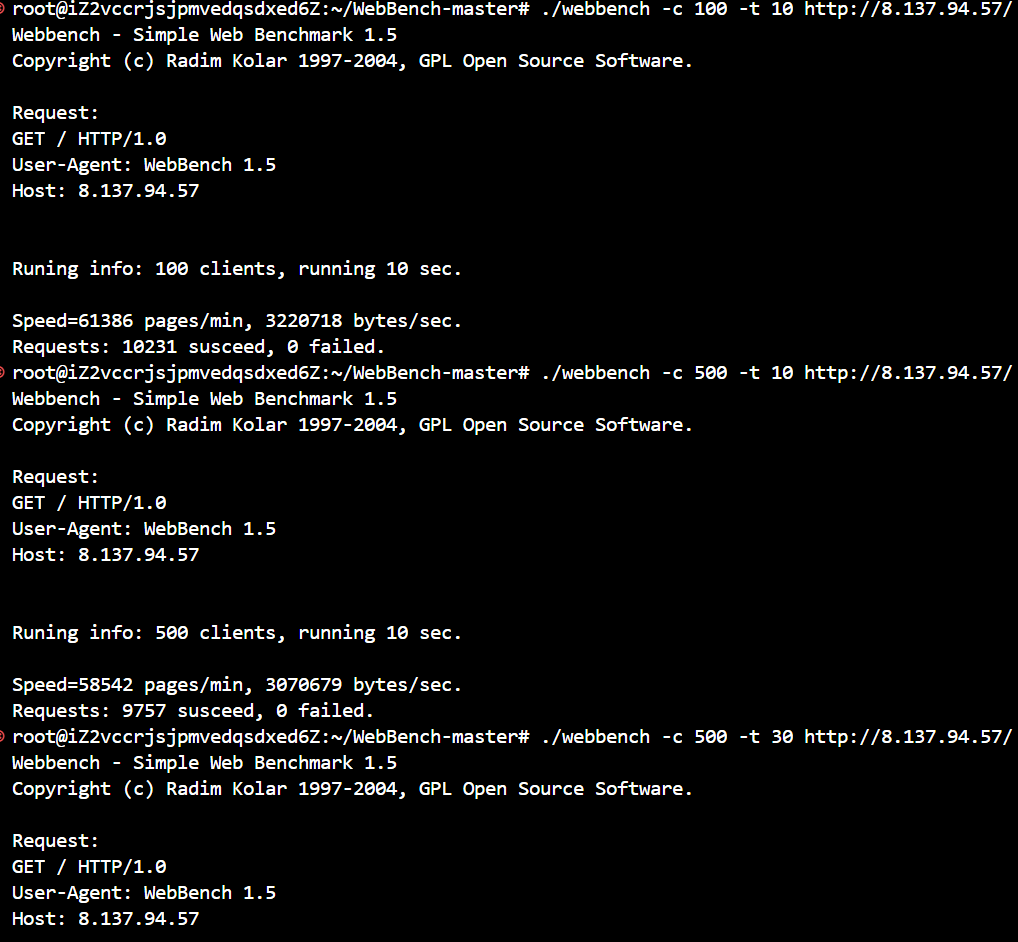 root@iZ2vccrjsjpmvedqsdxed6Z:~/WebBench-master# ./webbench -c 100 -t 10 http://8.137.94.57/
Webbench - Simple Web Benchmark 1.5
Copyright (c) Radim Kolar 1997-2004, GPL Open Source Software.
Request:
GET / HTTP/1.0
User-Agent: WebBench 1.5
Host: 8.137.94.57
Runing info: 100 clients, running 10 sec.
Speed=61386 pages/min, 3220718 bytes/sec.
Requests: 10231 susceed, 0 failed.
root@iZ2vccrjsjpmvedqsdxed6Z:~/WebBench-master# ./webbench -c 500 -t 10 http://8.137.94.57/
Webbench - Simple Web Benchmark 1.5
Copyright (c) Radim Kolar 1997-2004, GPL Open Source Software.
Request:
GET / HTTP/1.0
User-Agent: WebBench 1.5
Host: 8.137.94.57
Runing info: 500 clients, running 10 sec.
Speed=58542 pages/min, 3070679 bytes/sec.
Requests: 9757 susceed, 0 failed.
root@iZ2vccrjsjpmvedqsdxed6Z:~/WebBench-master# ./webbench -c 500 -t 30 http://8.137.94.57/
Webbench - Simple Web Benchmark 1.5
Copyright (c) Radim Kolar 1997-2004, GPL Open Source Software.
Request:
GET / HTTP/1.0
User-Agent: WebBench 1.5
Host: 8.137.94.57